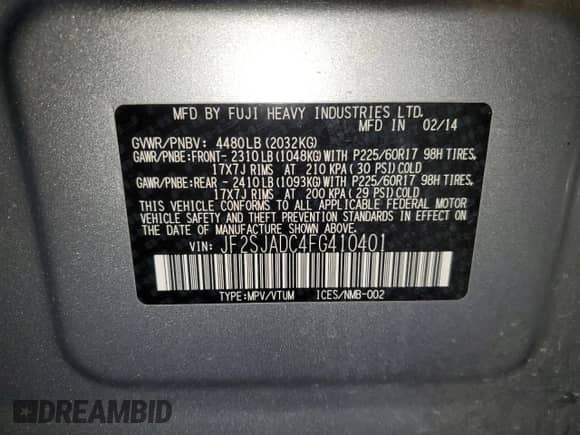 MFD BY FUJI HEAVY INDUSTRIES LTD.
MFD IN 02/14
GVWR/PNBV: 4480LB (2032KG)
GAWR/PNBE:FRONT- 2310LB (1048KG) WITH P225/60R17 98H TIRES,
17X7J RIMS AT 210 KPA ( 30 PSI) COLD
GAWR/PNBE:REAR - 2410LB (1093KG) WITH P225/60R17 98H TIRES,
17X7J RIMS AT 200 KPA ( 29 PSI) COLD
THIS VEHICLE CONFORMS TO ALL APPLICABLE FEDERAL MOTOR
VEHICLE SAFETY AND THEFT PREVENTION STANDARDS IN EFFECT ON
THE DATE OF MANUFACTURE SHOWN ABOVE.
VIN: JF2SJADC4FG410401
TYPE:MPV/VTUM ICES/NMB-002
DREAMBID